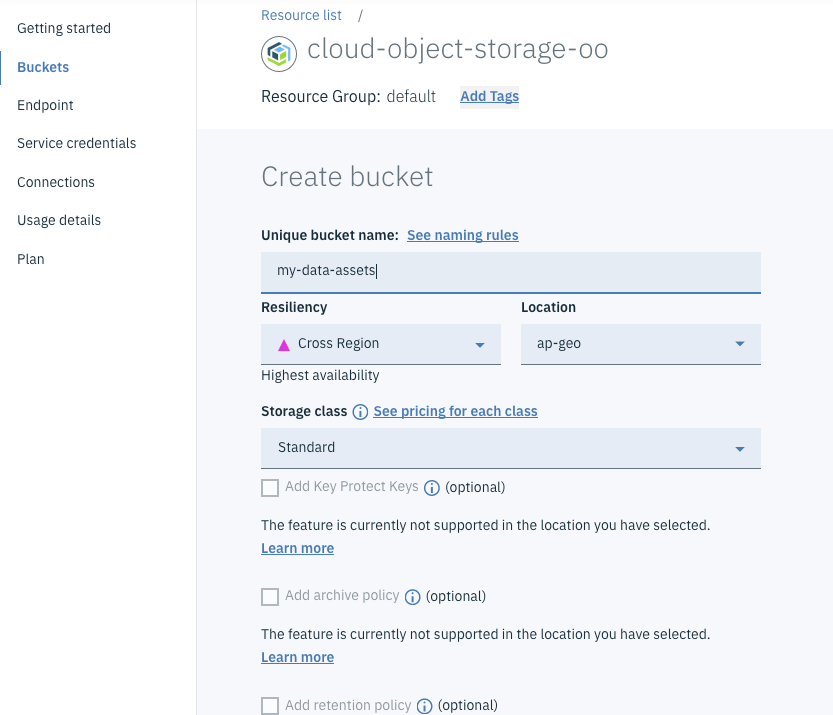 Getting started
Buckets
Endpoint
Service credentials
Connections
Usage details
Plan
Resource list /
cloud-object-storage-oo
Resource Group: default Add Tags
Create bucket
Unique bucket name: See naming rules
my-data-assets
Resiliency Location
Cross Region ap-geo
Highest availability
Storage class See pricing for each class
Standard
Add Key Protect Keys (optional)
The feature is currently not supported in the location you have selected.
Learn more
Add archive policy (optional)
The feature is currently not supported in the location you have selected.
Learn more
Add retention policy (optional)